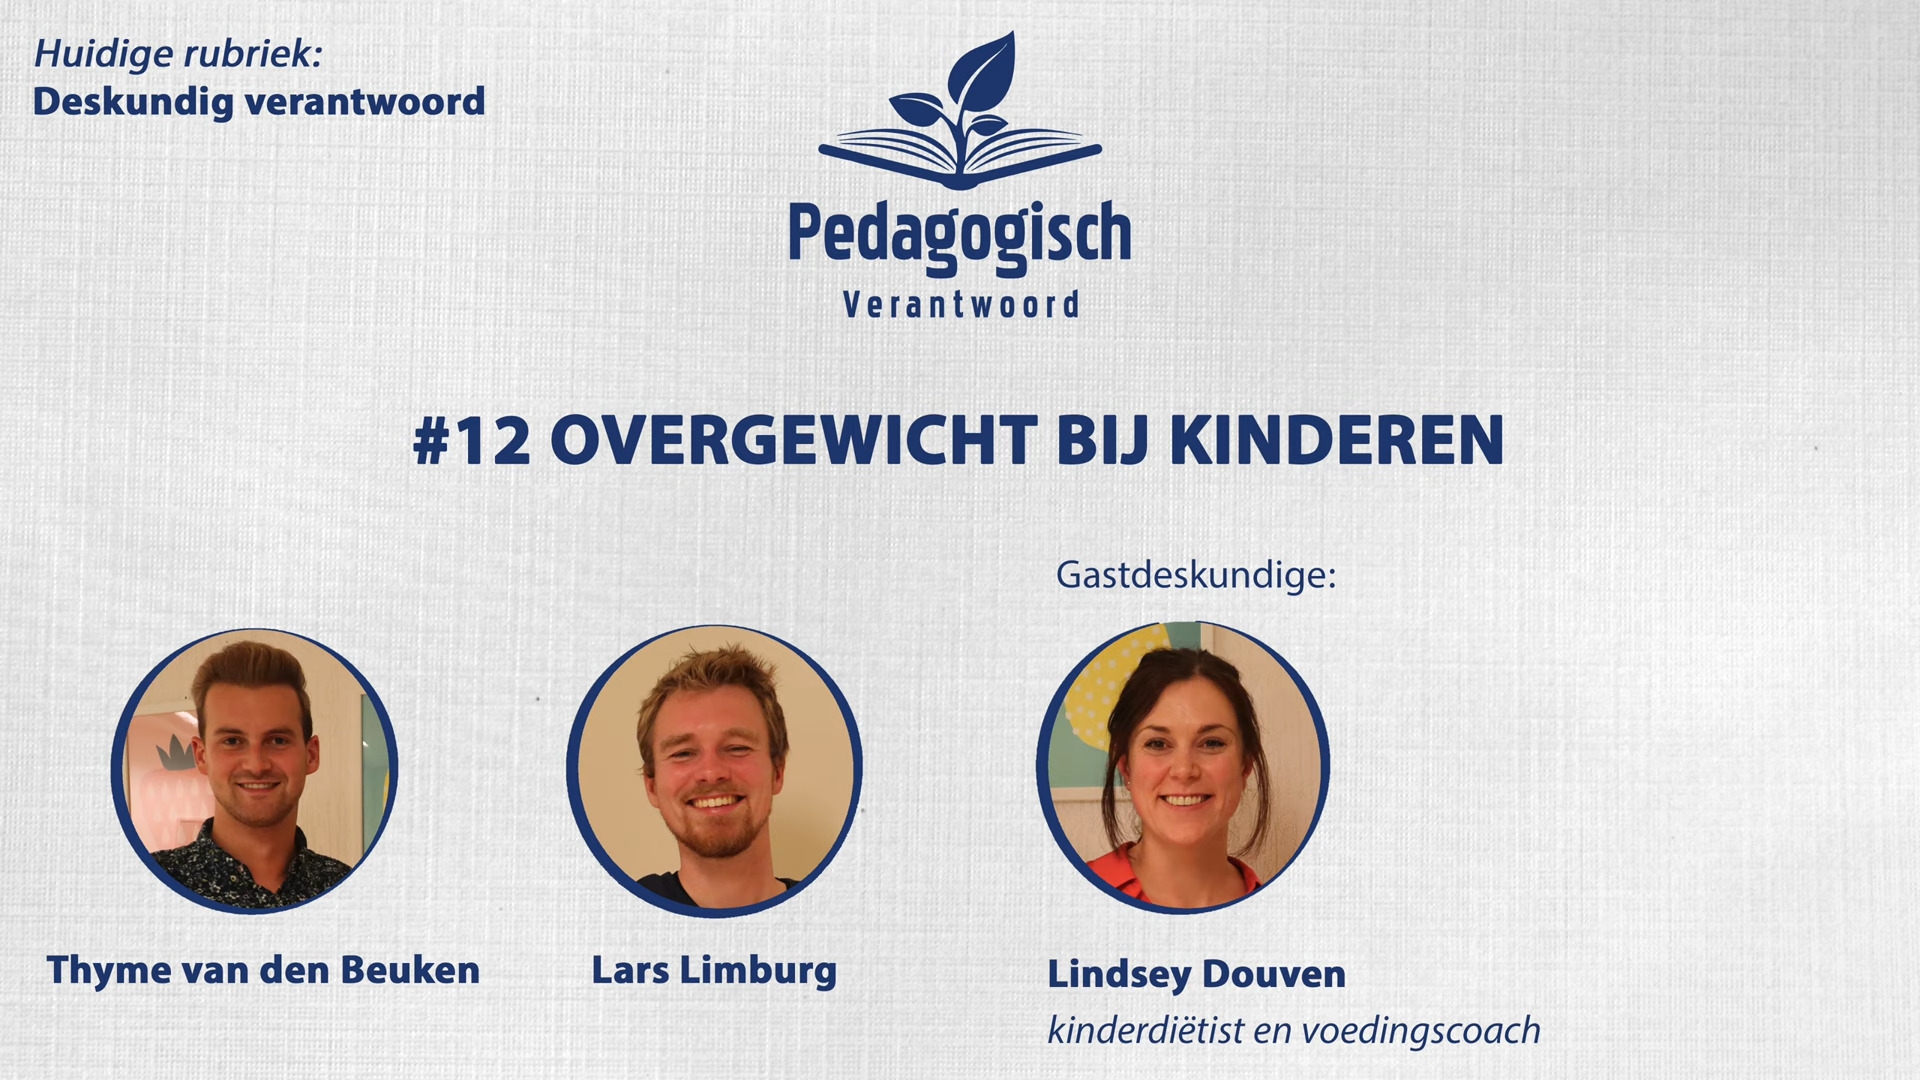 Huidige rubriek:
Deskundig verantwoord
Pedagogisch
Verantwoord
#12 OVERGEWICHT BIJ KINDEREN
Gastdeskundige:
Thyme van den Beuken
Lars Limburg
Lindsey Douven
kinderdiëtist en voedingscoach